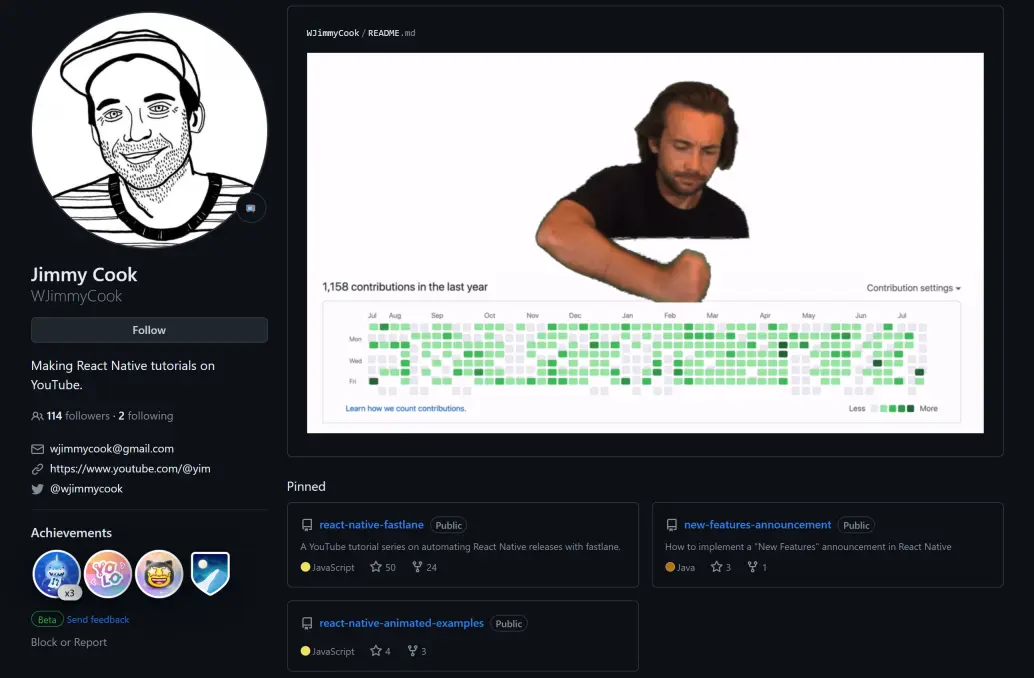 Jimmy Cook
WJimmyCook
Follow
Making React Native tutorials on
YouTube.
114 followers · 2 following
wjimmycook@gmail.com
https://www.youtube.com/@yim
@wjimmycook
Achievements
x3
YOLO
Beta Send feedback
Block or Report
WJimmyCook / README.md
1,158 contributions in the last year
Contribution settings
Jul Aug Sep Oct Nov Dec Jan Feb Mar Apr May Jun Jul
Mon
Wed
Fri
Learn how we count contributions.
Less More
Pinned
react-native-fastlane Public
A YouTube tutorial series on automating React Native releases with fastlane.
JavaScript 50 24
new-features-announcement Public
How to implement a "New Features" announcement in React Native
Java 3 1
react-native-animated-examples Public
JavaScript 4 3